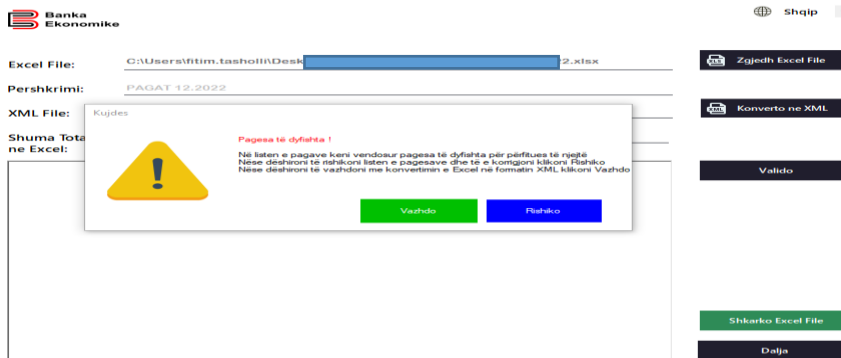 Banka
Ekonomike
Shqip
Excel File:
C:\Users\fitim.tasholli\Desk
2.xlsx
Zgjedh Excel File
Pershkrimi:
PAGAT 12.2022
XML File:
Konverto ne XML
Kujdes
Shuma Tota
ne Excel:
Pagesa të dyfishta !
Në listen e pagave keni vendosur pagesa të dyfishta për përfitues të njejtë
Nëse dëshironi të rishikoni listen e pagesave dhe të e korrigjoni klikoni Rishiko
Nëse dëshironi të vazhdoni me konvertimin e Excel në formatin XML klikoni Vazhdo
Vazhdo
Rishiko
Valido
Shkarko Excel File
Dalja